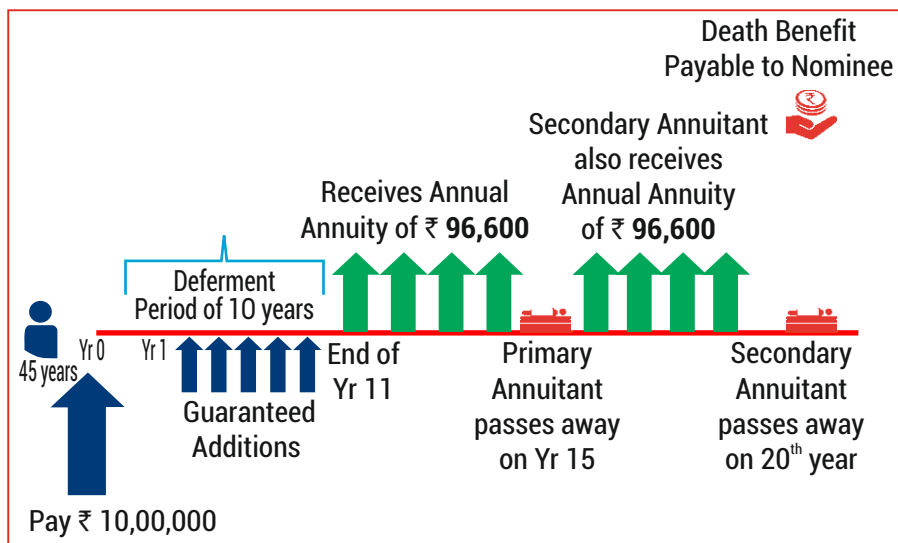 Death Benefit
Payable to Nominee
₹
Secondary Annuitant
also receives
Annual Annuity
of ₹ 96,600
Receives Annual
Annuity of ₹ 96,600
Deferment
Period of 10 years
45 years
Yr 0
Yr 1
Guaranteed
Additions
End of
Yr 11
Primary
Annuitant
passes away
on Yr 15
Secondary
Annuitant
passes away
on 20th year
Pay ₹ 10,00,000